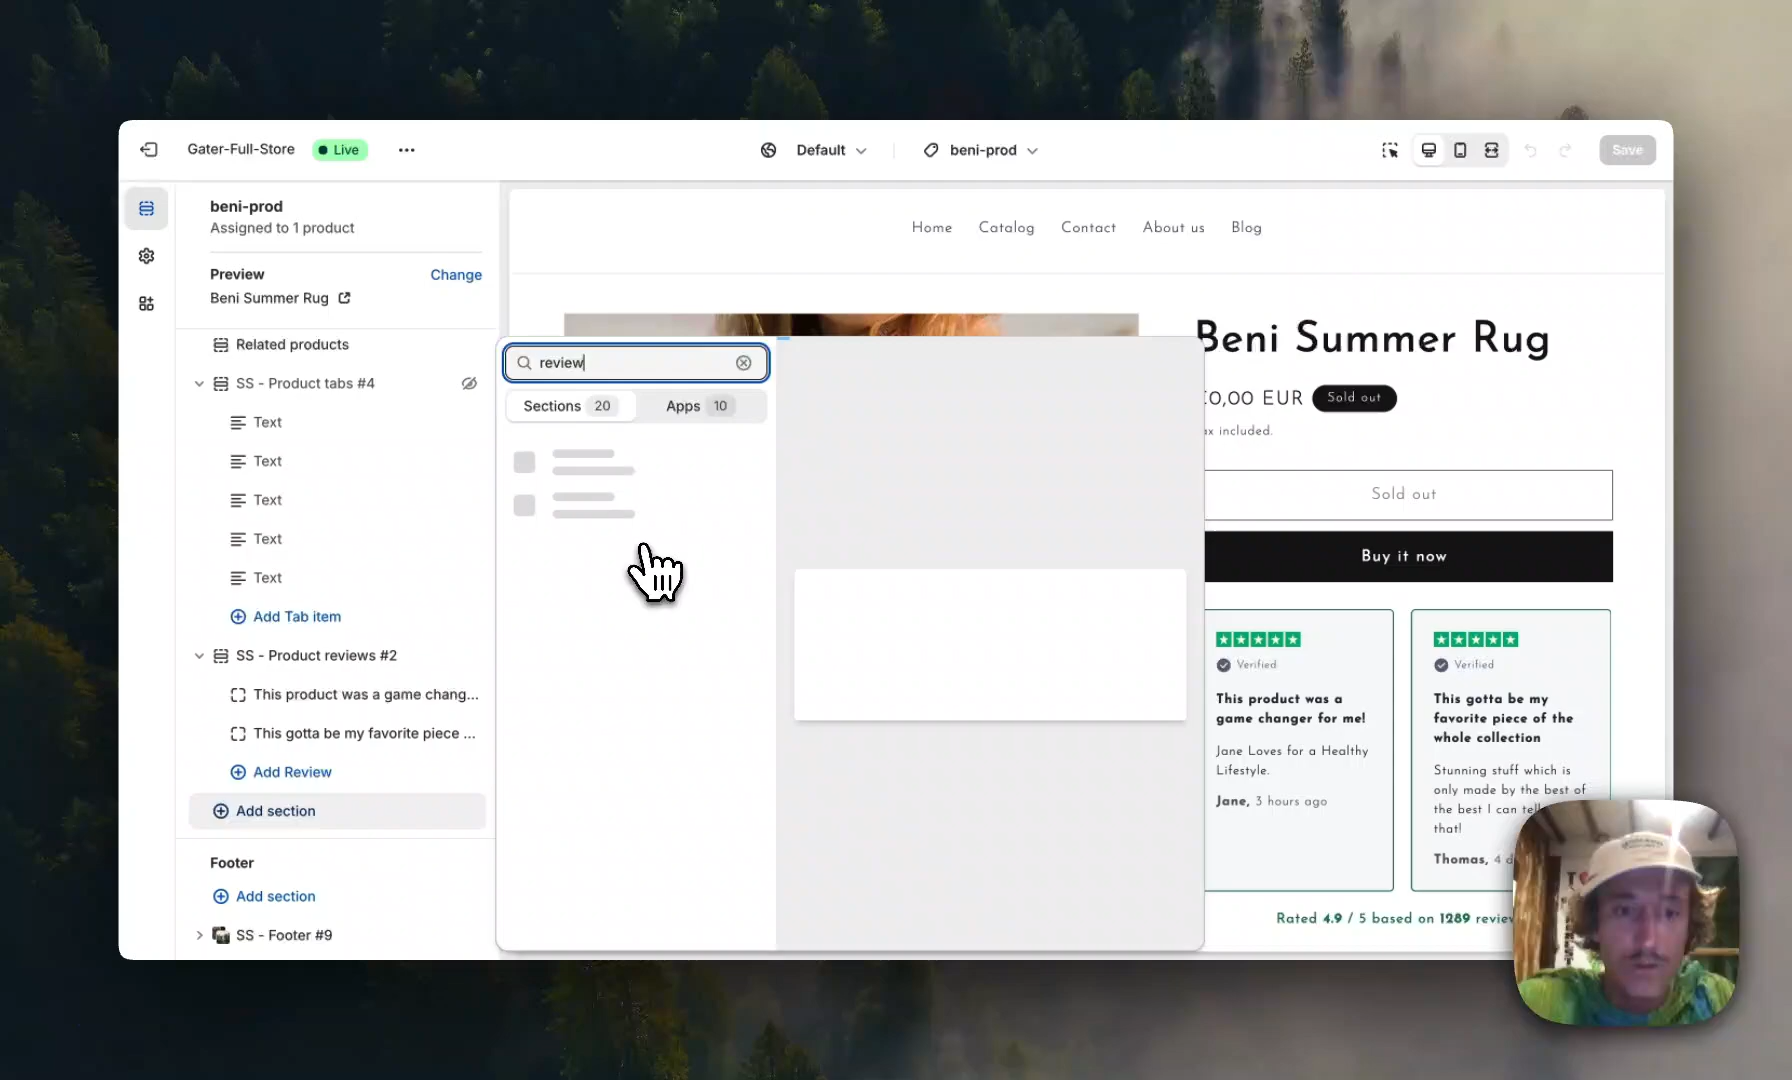 Gater-Full-Store
Live
Default
beni-prod
Save
beni-prod
Assigned to 1 product
Preview
Change
Beni Summer Rug
Related products
SS - Product tabs #4
Text
Text
Text
Text
Text
Add Tab item
SS - Product reviews #2
This product was a game chang...
This gotta be my favorite piece ...
Add Review
Add section
Footer
Add section
SS - Footer #9
review
Sections 20
Apps 10
Home
Catalog
Contact
About us
Blog
Beni Summer Rug
0,00 EUR
Sold out
ax included.
Sold out
Buy it now
Verified
This product was a
game changer for me!
Jane Loves for a Healthy
Lifestyle.
Jane, 3 hours ago
Verified
This gotta be my
favorite piece of the
whole collection
Stunning stuff which is
only made by the best of
the best I can tell
that!
Thomas, 4 d
Rated 4.9 / 5 based on 1289 review